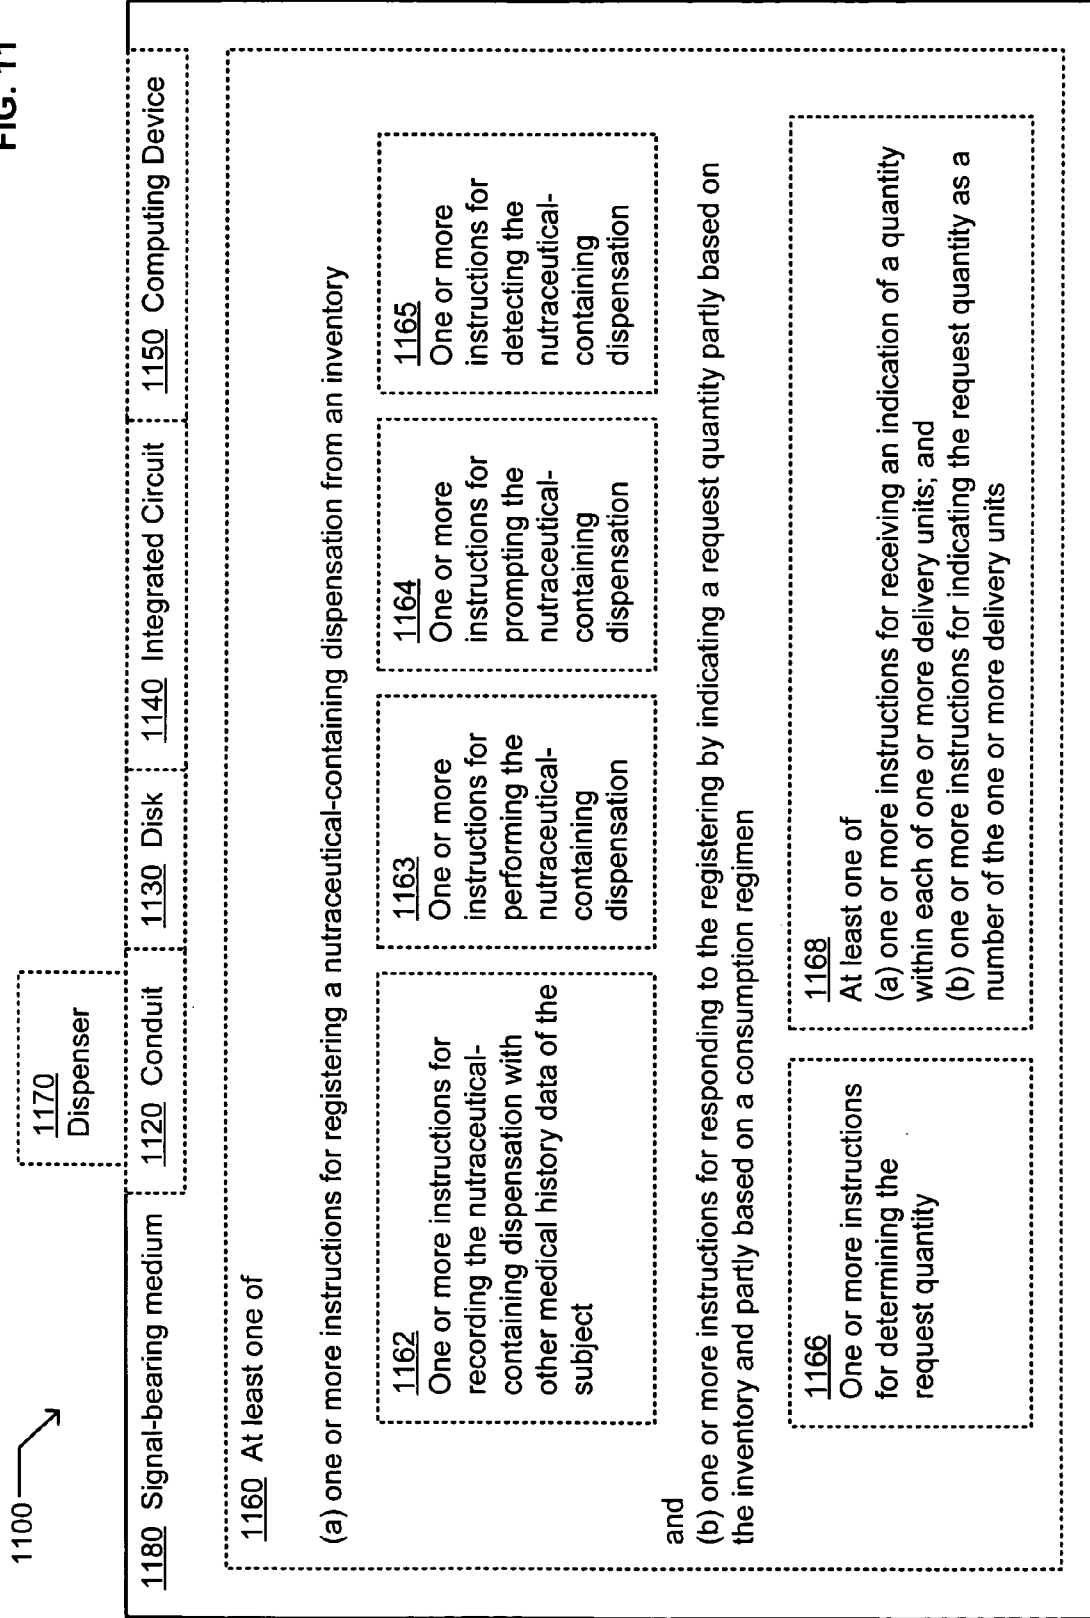 FIG. 11
1100
1170
Dispenser
1180 Signal-bearing medium
1120 Conduit
1130 Disk
1140 Integrated Circuit
1150 Computing Device
1160 At least one of
(a) one or more instructions for registering a nutraceutical-containing dispensation from an inventory
1162
One or more instructions for
recording the nutraceutical-
containing dispensation with
other medical history data of the
subject
1163
One or more
instructions for
performing the
nutraceutical-
containing
dispensation
1164
One or more
instructions for
prompting the
nutraceutical-
containing
dispensation
1165
One or more
instructions for
detecting the
nutraceutical-
containing
dispensation
and
(b) one or more instructions for responding to the registering by indicating a request quantity partly based on
the inventory and partly based on a consumption regimen
1166
One or more instructions
for determining the
request quantity
1168
At least one of
(a) one or more instructions for receiving an indication of a quantity
within each of one or more delivery units; and
(b) one or more instructions for indicating the request quantity as a
number of the one or more delivery units